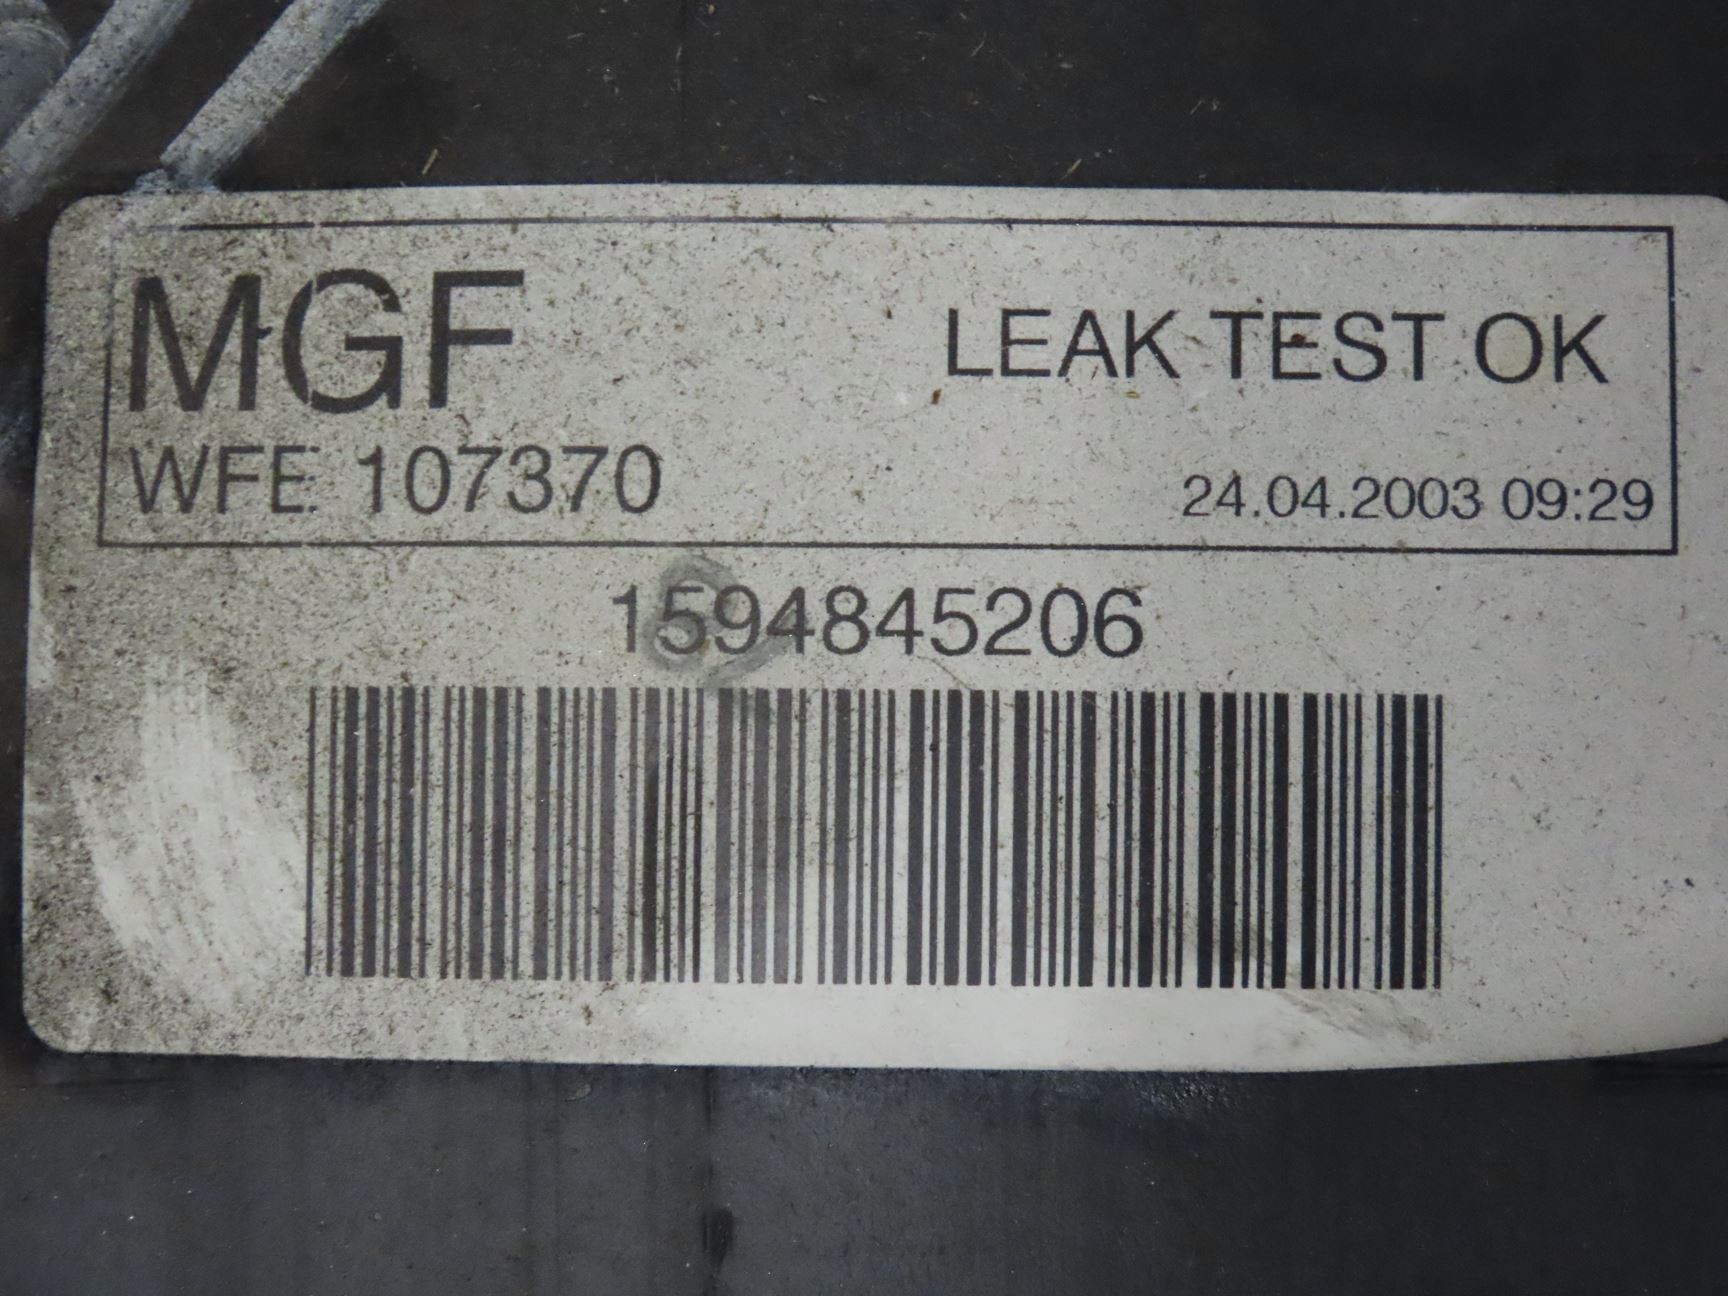 MGF
LEAK TEST OK
WFE: 107370
24.04.2003 09:29
1594845206